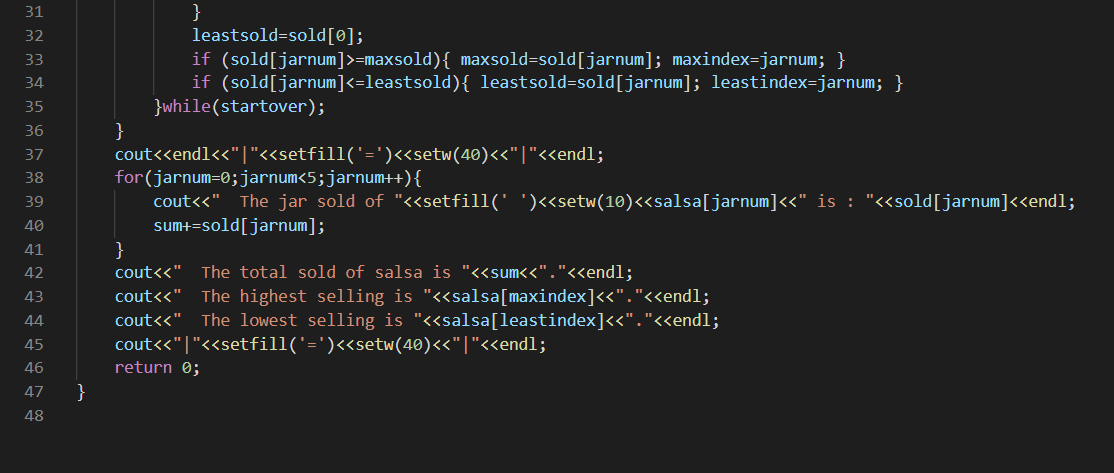 31 }
32 leastsold=sold[0];
33 if (sold[jarnum]>=maxsold){ maxsold=sold[jarnum]; maxindex=jarnum; }
34 if (sold[jarnum]<=leastsold){ leastsold=sold[jarnum]; leastindex=jarnum; }
35 }while(startover);
36 }
37 cout<<endl<<"|"<<setfill('=')<<setw(40)<<"|"<<endl;
38 for(jarnum=0;jarnum<5;jarnum++){
39 cout<<"  The jar sold of "<<setfill(' ')<<setw(10)<<salsa[jarnum]<<" is : "<<sold[jarnum]<<endl;
40 sum+=sold[jarnum];
41 }
42 cout<<"  The total sold of salsa is "<<sum<<"."<<endl;
43 cout<<"  The highest selling is "<<salsa[maxindex]<<"."<<endl;
44 cout<<"  The lowest selling is "<<salsa[leastindex]<<"."<<endl;
45 cout<<"|"<<setfill('=')<<setw(40)<<"|"<<endl;
46 return 0;
47 }
48